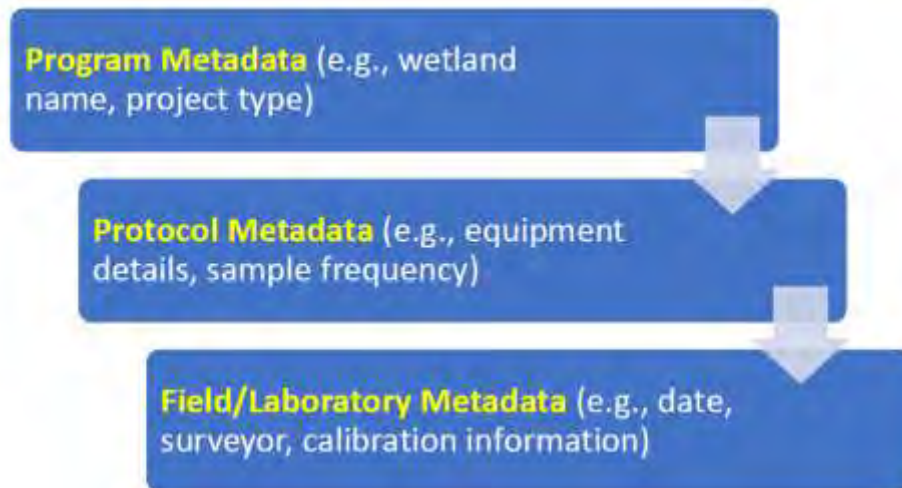 Program Metadata (e.g., wetland
name, project type)
Protocol Metadata (e.g., equipment
details, sample frequency)
Field/Laboratory Metadata (e.g., date,
surveyor, calibration information)